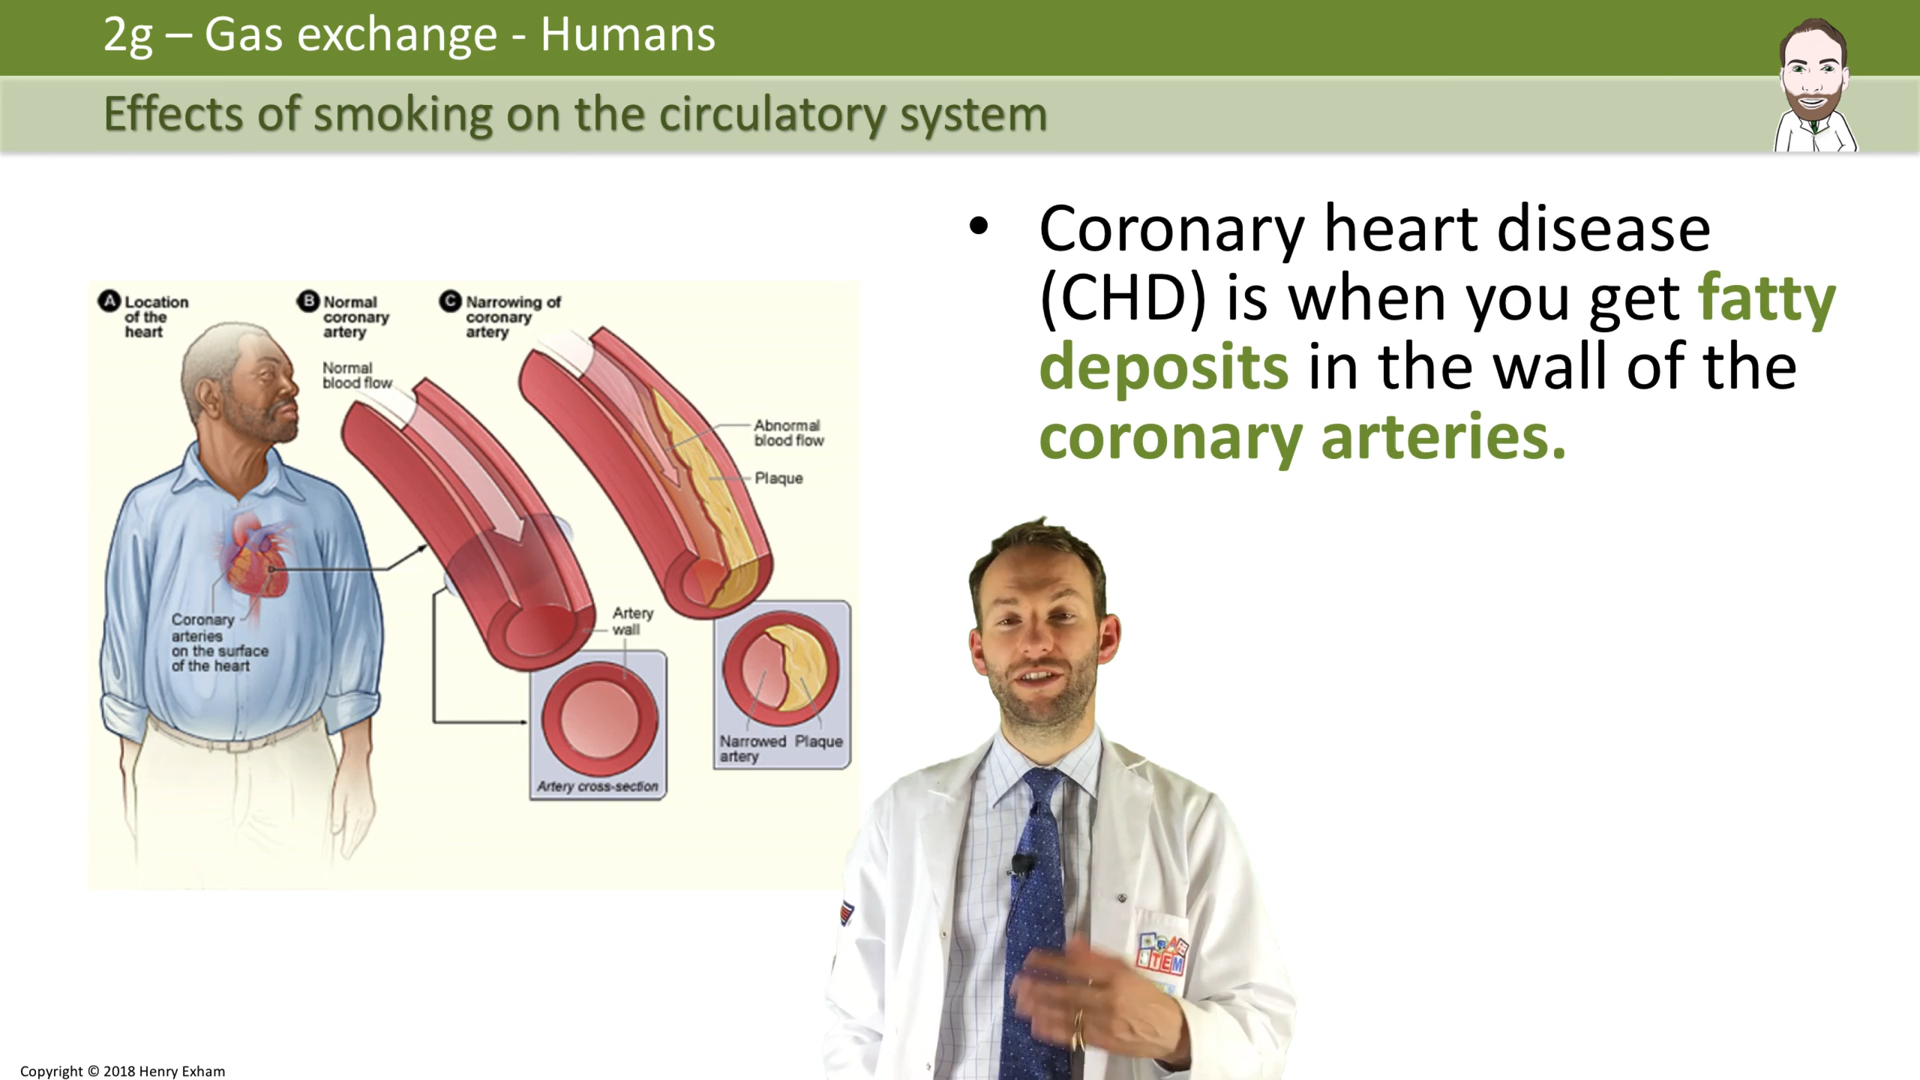 2g – Gas exchange - Humans
Effects of smoking on the circulatory system
• Coronary heart disease
(CHD) is when you get fatty
deposits in the wall of the
coronary arteries.
A Location
of the
heart
B Normal
coronary
artery
C Narrowing of
coronary
artery
Normal
blood flow
Abnormal
blood flow
Plaque
Coronary
arteries
on the surface
of the heart
Artery
wall
Artery cross-section
Narrowed Plaque
artery
STEM
Copyright © 2018 Henry Exham